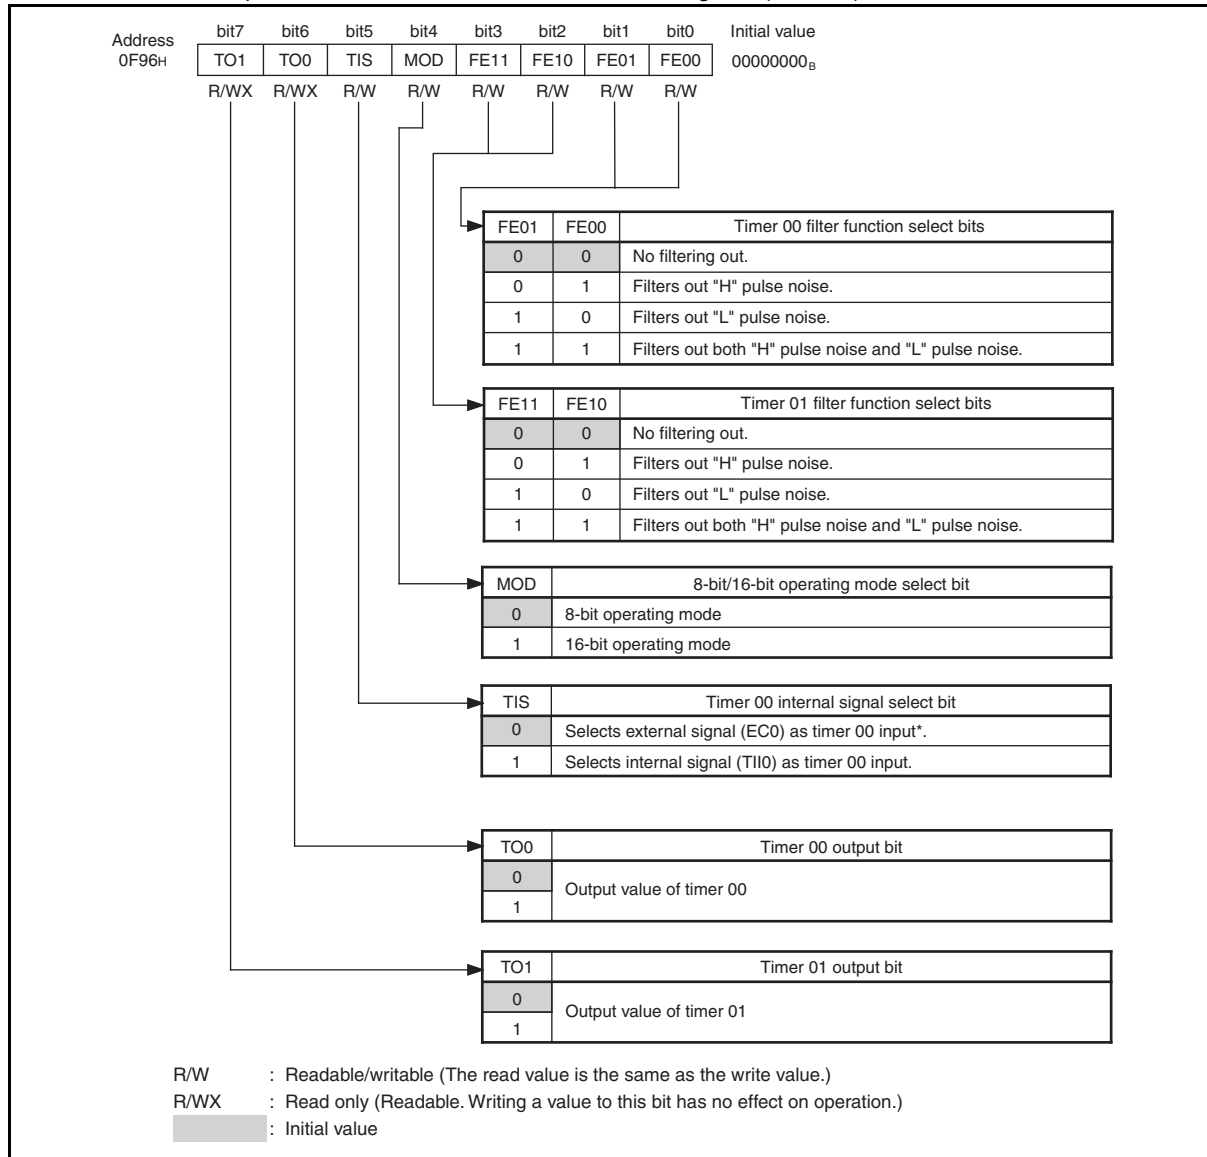 bit7 bit6 bit5 bit4 bit3 bit2 bit1 bit0 Initial value
Address
0F96H TO1 TO0 TIS MOD FE11 FE10 FE01 FE00 00000000B
R/WX R/WX R/W R/W R/W R/W R/W R/W
FE01 FE00 Timer 00 filter function select bits
0 0 No filtering out.
0 1 Filters out "H" pulse noise.
1 0 Filters out "L" pulse noise.
1 1 Filters out both "H" pulse noise and "L" pulse noise.
FE11 FE10 Timer 01 filter function select bits
0 0 No filtering out.
0 1 Filters out "H" pulse noise.
1 0 Filters out "L" pulse noise.
1 1 Filters out both "H" pulse noise and "L" pulse noise.
MOD 8-bit/16-bit operating mode select bit
0 8-bit operating mode
1 16-bit operating mode
TIS Timer 00 internal signal select bit
0 Selects external signal (EC0) as timer 00 input*.
1 Selects internal signal (TII0) as timer 00 input.
TO0 Timer 00 output bit
0
Output value of timer 00
1
TO1 Timer 01 output bit
0
Output value of timer 01
1
R/W : Readable/writable (The read value is the same as the write value.)
R/WX : Read only (Readable. Writing a value to this bit has no effect on operation.)
: Initial value